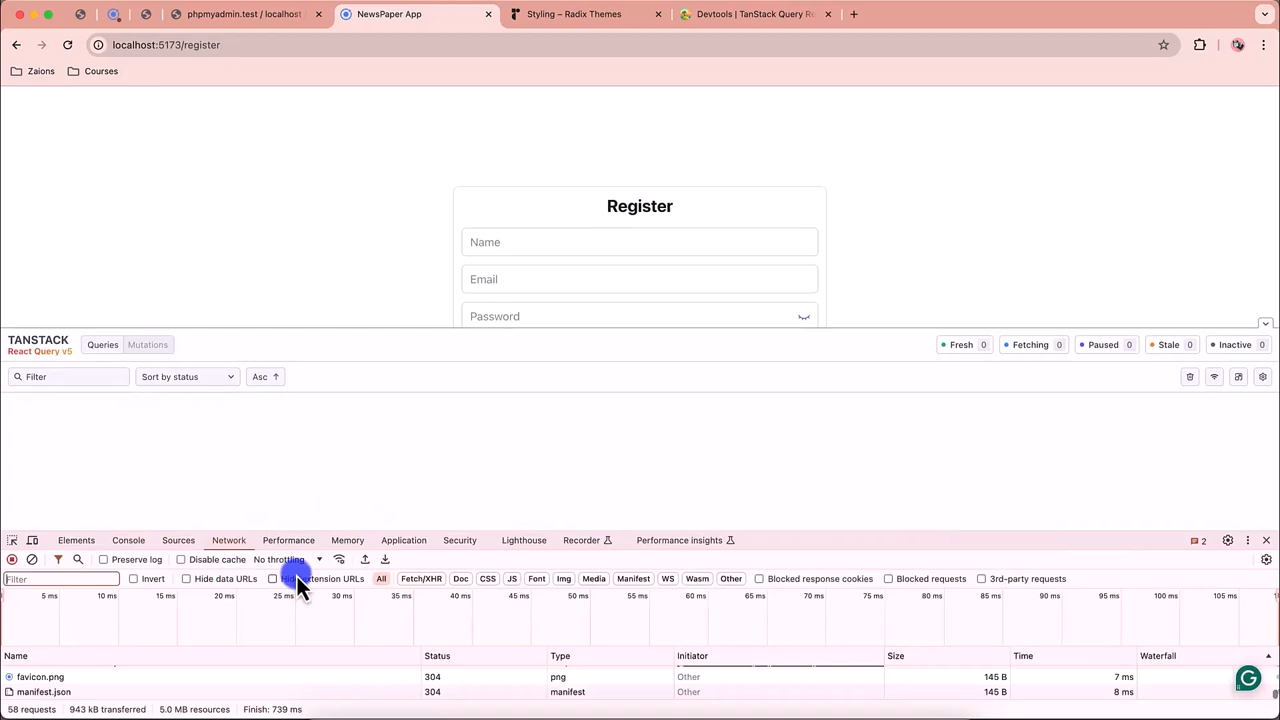 phpmyadmin.test / localhost
NewsPaper App
Styling – Radix Themes
Devtools | TanStack Query Re
localhost:5173/register
Zaions
Courses
Register
Name
Email
Password
TANSTACK
React Query v5
Queries
Mutations
Fresh 0
Fetching 0
Paused 0
Stale 0
Inactive 0
Filter
Sort by status
Asc ↑
Elements
Console
Sources
Network
Performance
Memory
Application
Security
Lighthouse
Recorder
Performance insights
2
Preserve log
Disable cache
No throttling
Filter
Invert
Hide data URLs
extension URLs
All
Fetch/XHR
Doc
CSS
JS
Font
Img
Media
Manifest
WS
Wasm
Other
Blocked response cookies
Blocked requests
3rd-party requests
5 ms
10 ms
15 ms
20 ms
25 ms
30 ms
35 ms
40 ms
45 ms
50 ms
55 ms
60 ms
65 ms
70 ms
75 ms
80 ms
85 ms
90 ms
95 ms
100 ms
105 ms
Name
Status
Type
Initiator
Size
Time
Waterfall
favicon.png
304
png
Other
145 B
7 ms
manifest.json
304
manifest
Other
145 B
8 ms
58 requests
943 kB transferred
5.0 MB resources
Finish: 739 ms